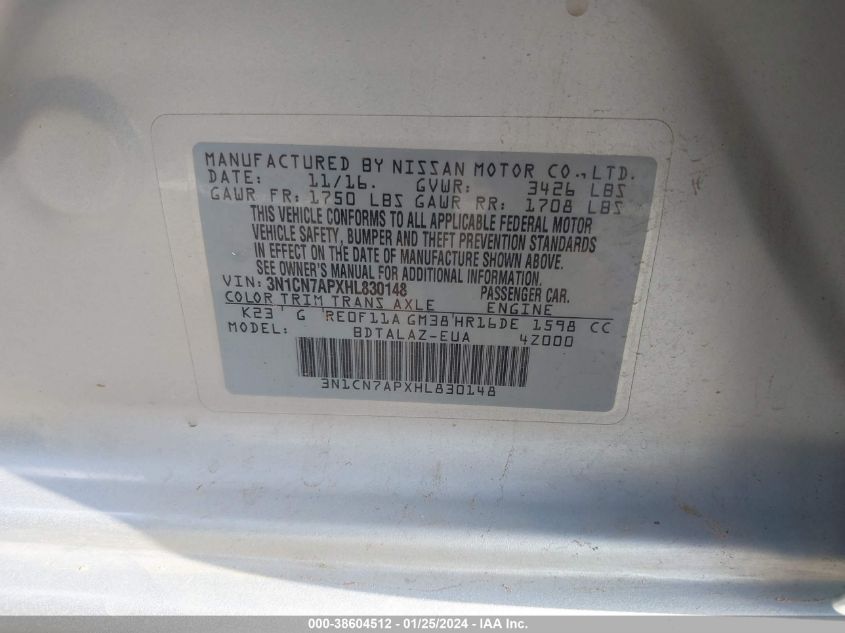 MANUFACTURED BY NISSAN MOTOR CO., LTD.
DATE: 11/16. GVWR: 3426 LBS
GAWR FR: 1750 LBS GAWR RR: 1708 LBS
THIS VEHICLE CONFORMS TO ALL APPLICABLE FEDERAL MOTOR
VEHICLE SAFETY, BUMPER AND THEFT PREVENTION STANDARDS
IN EFFECT ON THE DATE OF MANUFACTURE SHOWN ABOVE.
SEE OWNER'S MANUAL FOR ADDITIONAL INFORMATION.
VIN: 3N1CN7APXHL830148 PASSENGER CAR.
COLOR TRIM TRANS AXLE ENGINE
K23 G RE0F11A GM38 HR16DE 1598 CC
MODEL: BDTALAZ-EUA 4Z000
3N1CN7APXHL830148
000-38604512 - 01/25/2024 - IAA Inc.